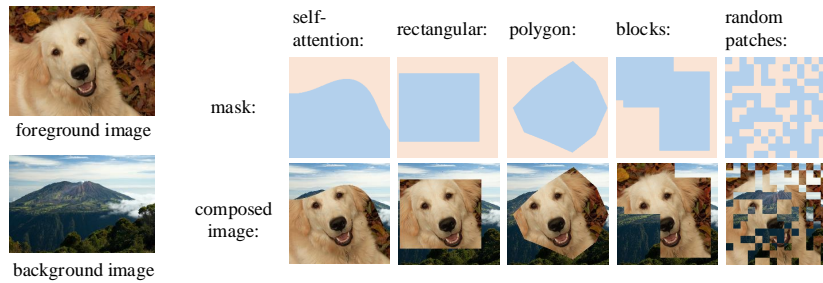 self-
attention:
rectangular:
polygon:
blocks:
random
patches:
mask:
foreground image
composed
image:
background image